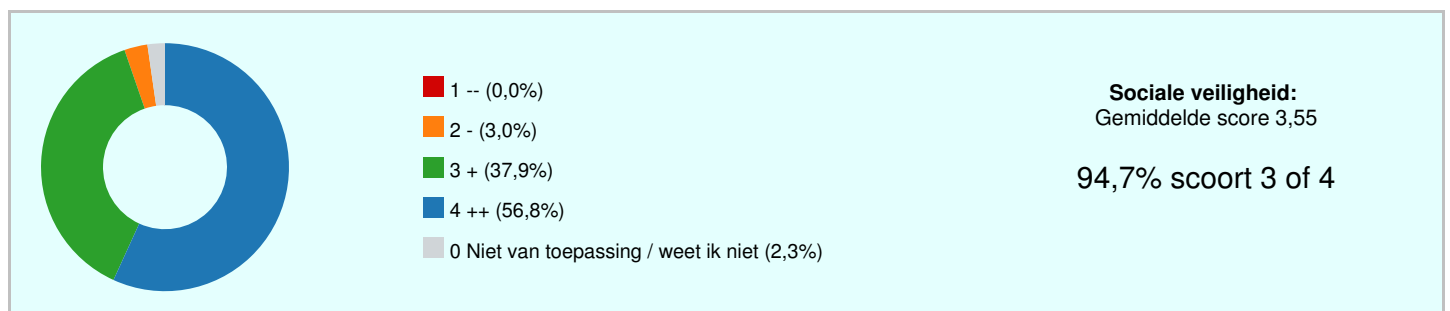 1 -- (0,0%)
2 - (3,0%)
3 + (37,9%)
4 ++ (56,8%)
0 Niet van toepassing / weet ik niet (2,3%)
Sociale veiligheid:
Gemiddelde score 3,55
94,7% scoort 3 of 4